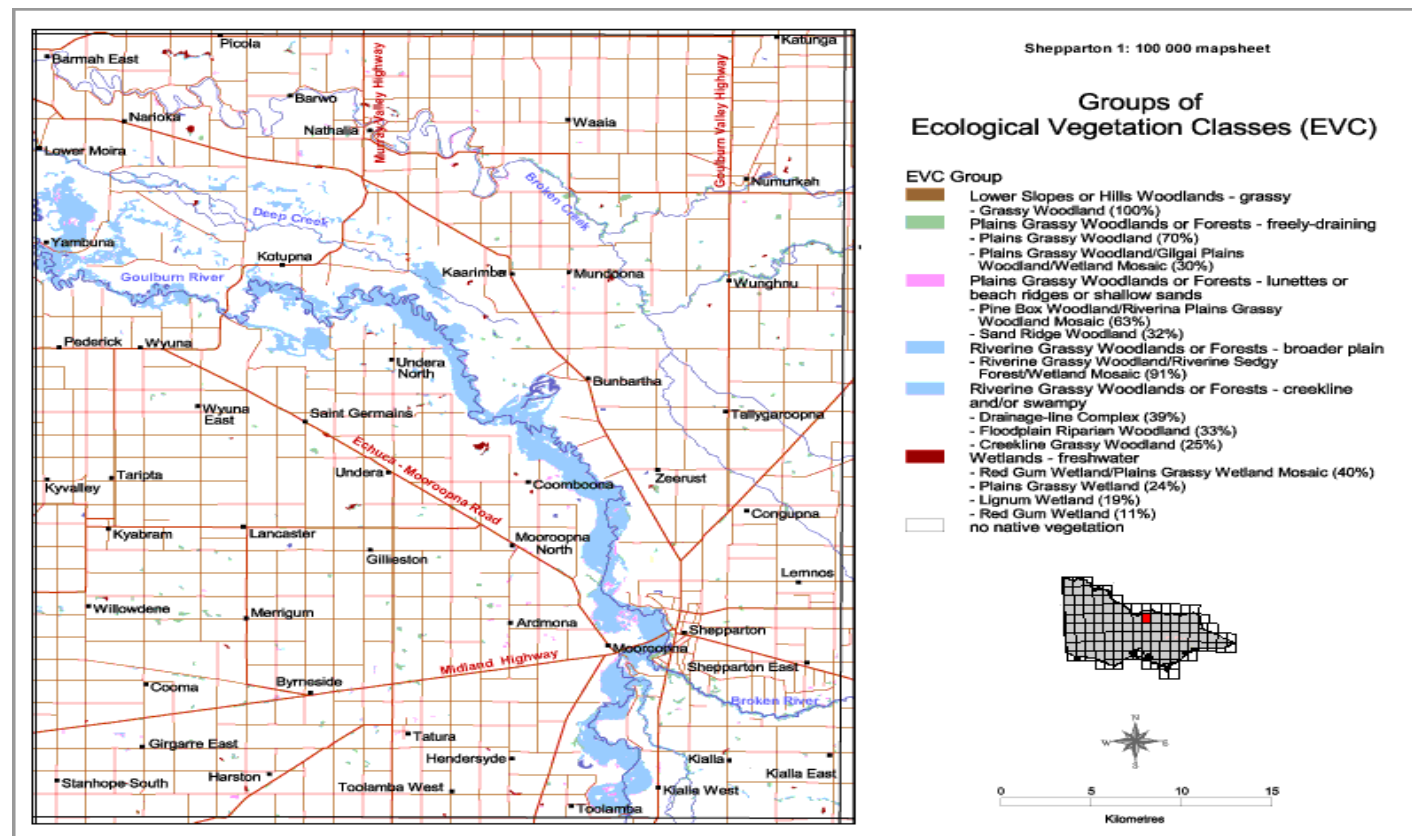 Shepparton 1: 100 000 mapsheet
Groups of
Ecological Vegetation Classes (EVC)
EVC Group
Lower Slopes or Hills Woodlands - grassy
- Grassy Woodland (100%)
Plains Grassy Woodlands or Forests - freely-draining
- Plains Grassy Woodland (70%)
- Plains Grassy Woodland/Gilgai Plains
Woodland/Wetland Mosaic (30%)
Plains Grassy Woodlands or Forests - lunettes or
beach ridges or shallow sands
- Pine Box Woodland/Riverina Plains Grassy
Woodland Mosaic (63%)
- Sand Ridge Woodland (32%)
Riverine Grassy Woodlands or Forests - broader plain
- Riverine Grassy Woodland/Riverine Sedgy
Forest/Wetland Mosaic (91%)
Riverine Grassy Woodlands or Forests - creekline
and/or swampy
- Drainage-line Complex (39%)
- Floodplain Riparian Woodland (33%)
- Creekline Grassy Woodland (25%)
Wetlands - freshwater
- Red Gum Wetland/Plains Grassy Wetland Mosaic (40%)
- Plains Grassy Wetland (24%)
- Lignum Wetland (19%)
- Red Gum Wetland (11%)
no native vegetation
N
W
E
S
0 5 10 15
Kilometres
Picola
Katunga
Barmah East
Barwo
Narioka
Nathalia
Murray Valley Highway
Waaia
Goulburn Valley Highway
Lower Moira
Numurkah
Broken Creek
Deep Creek
Yambuna
Kotupna
Goulburn River
Kaarimba
Mundoona
Wunghnu
Pederick
Wyuna
Undera
North
Bunbartha
Wyuna
East
Saint Germains
Tallygaroopna
Echuca - Mooroopna Road
Undera
Tariota
Kyvalley
Coomboona
Zeerust
Congupna
Kyabram
Lancaster
Mooroopna
North
Gillieston
Lemnos
Willowdene
Merrigum
Ardmona
Shepparton
Mooroopna
Shepparton East
Midland Highway
Cooma
Byrneside
Broken River
Girgarre East
Tatura
Hendersyde
Kialla
Kialla East
Stanhope South
Harston
Toolamba West
Kialla West
Toolamba